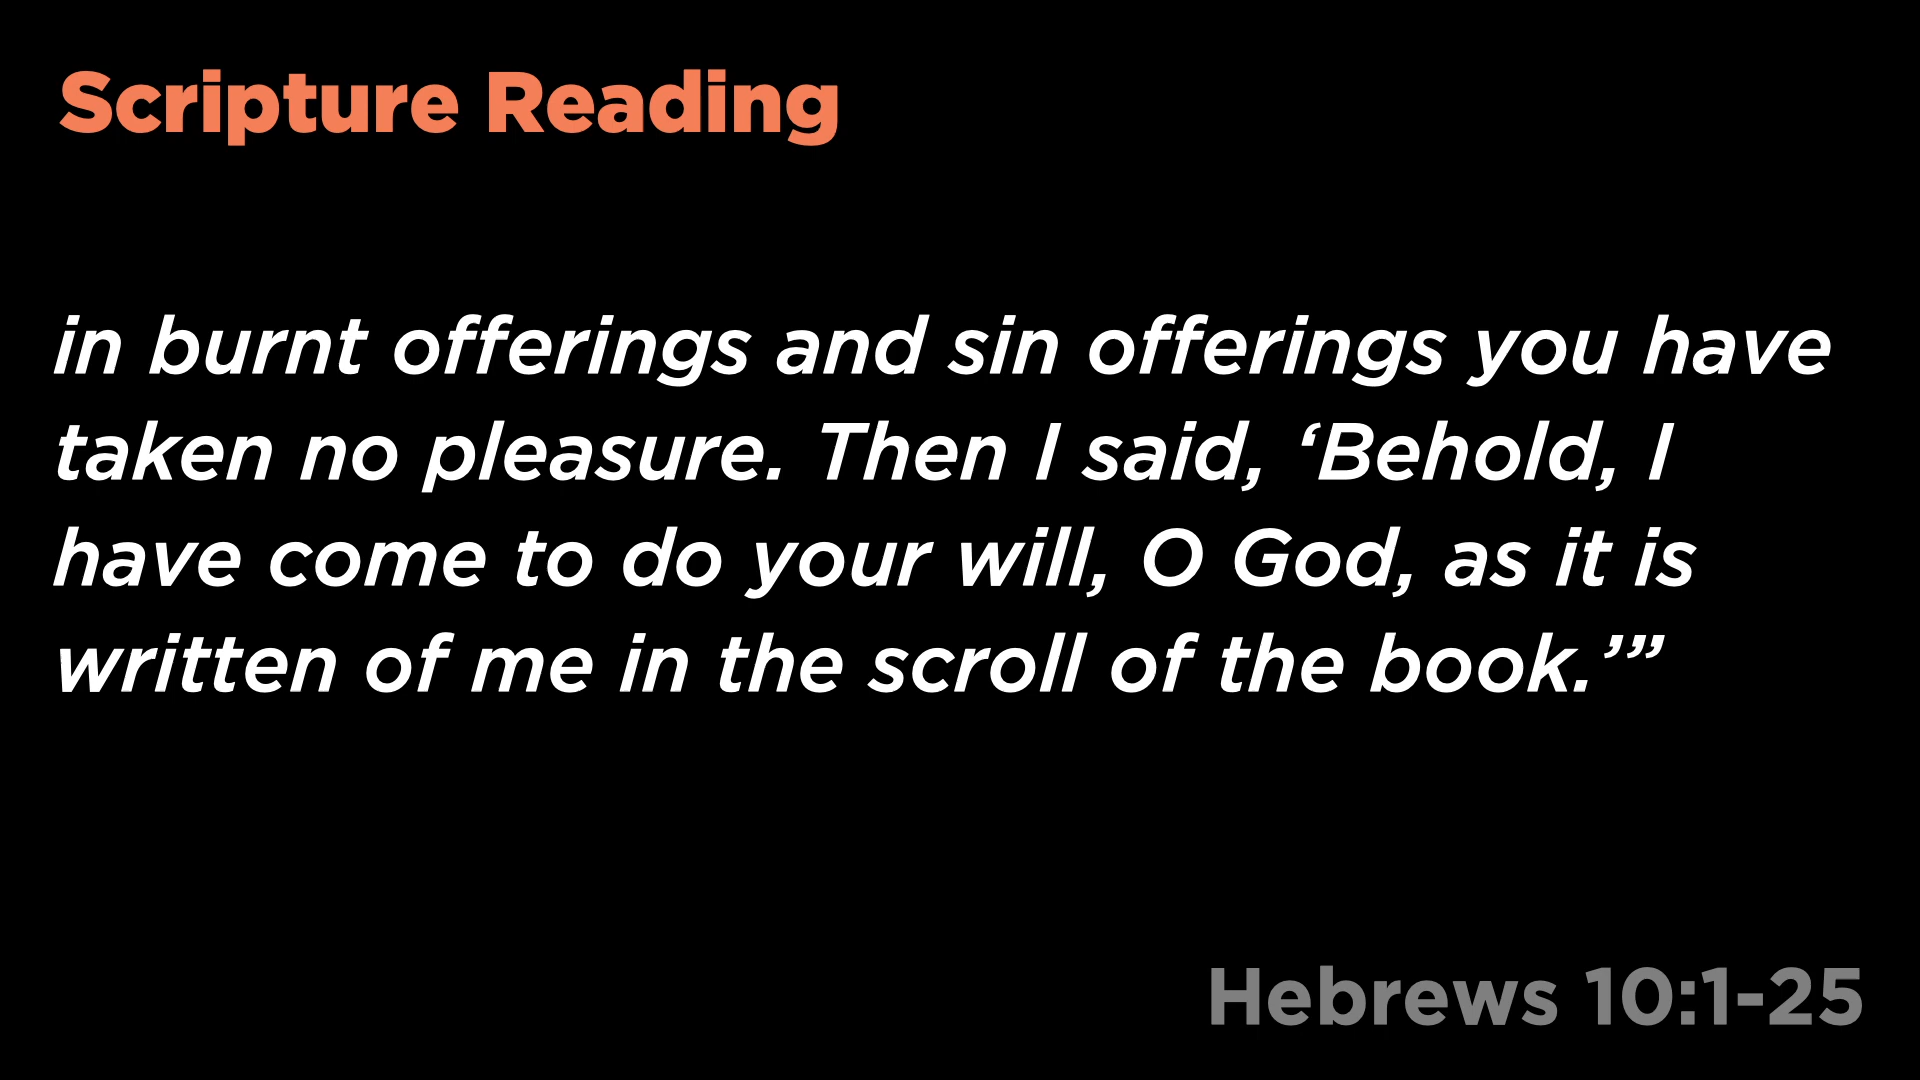 Scripture Reading
in burnt offerings and sin offerings you have
taken no pleasure. Then I said, ‘Behold, I
have come to do your will, O God, as it is
written of me in the scroll of the book.’”
Hebrews 10:1-25